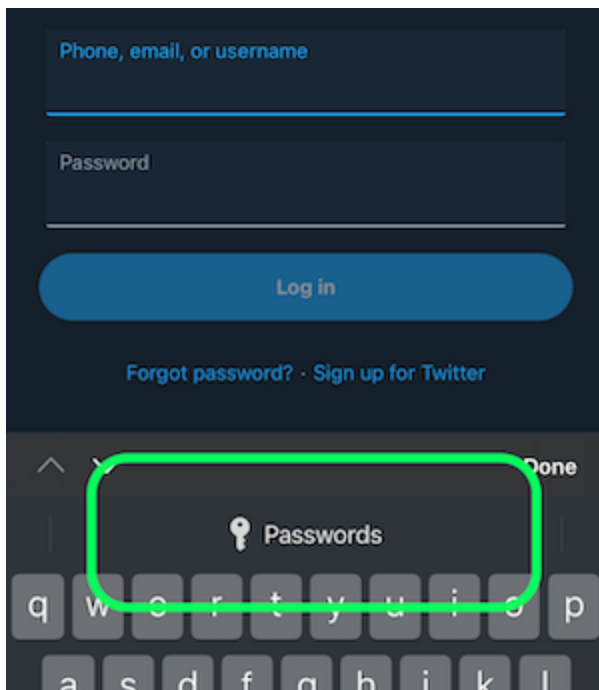 Phone, email, or username
Password
Log in
Forgot password? · Sign up for Twitter
Done
Passwords
q w e r t y u i o p
a s d f g h j k l